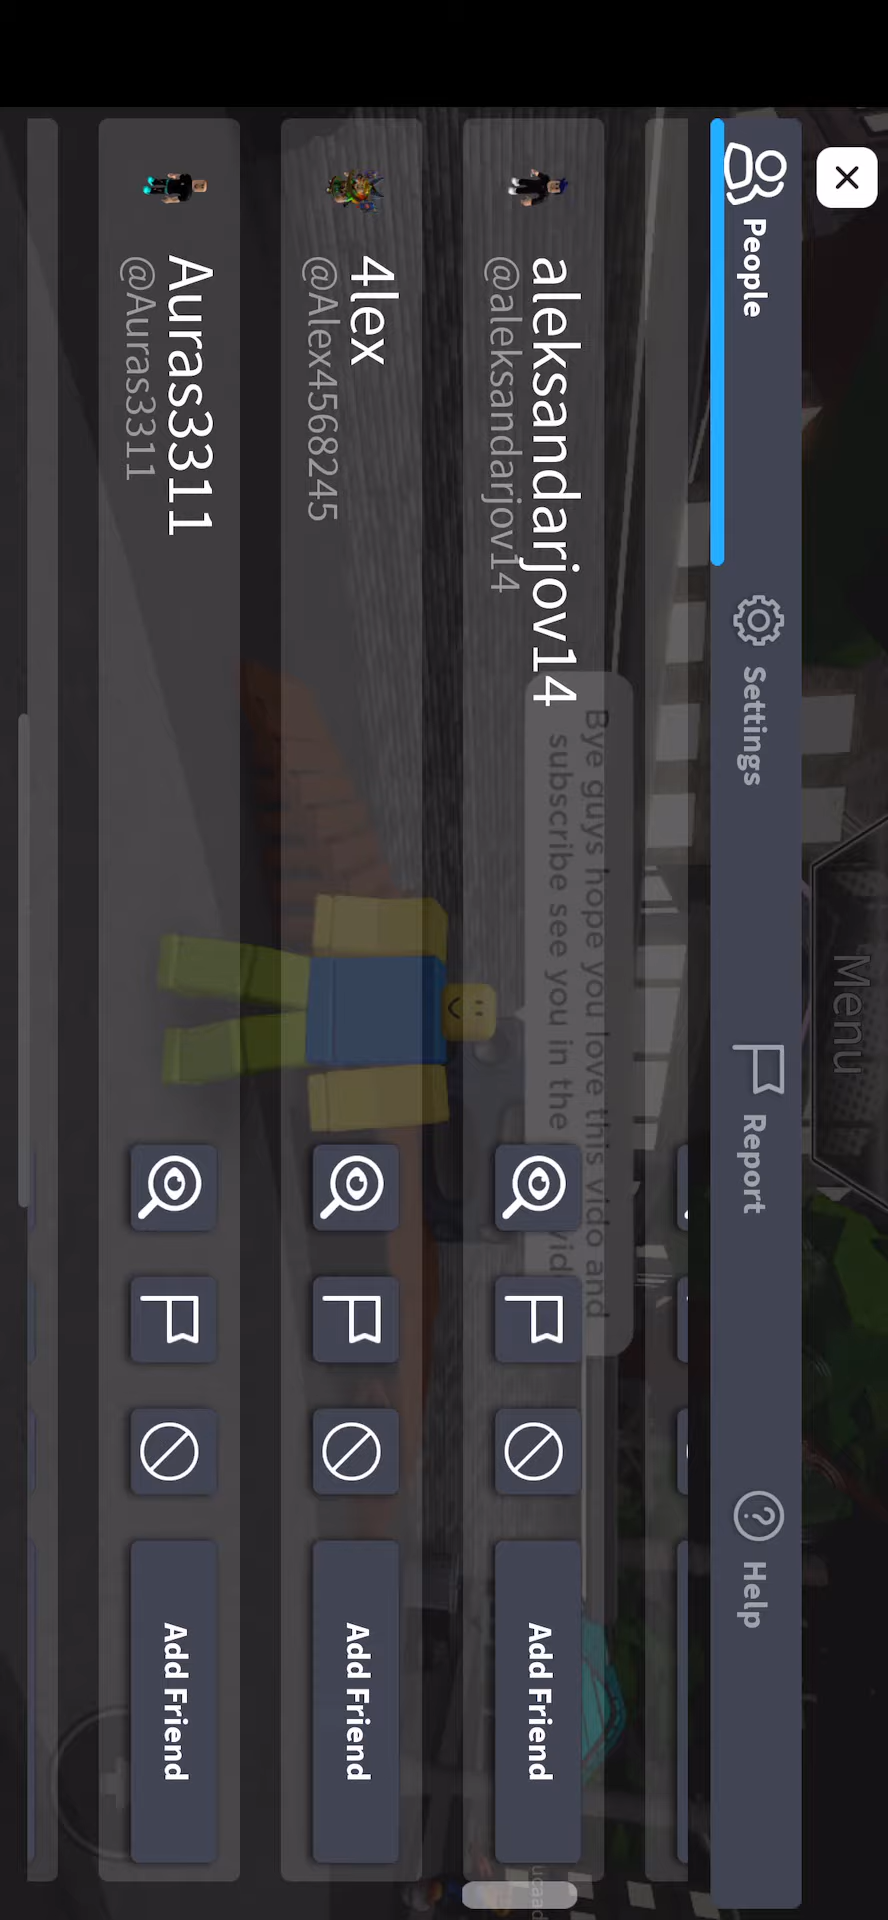 Menu
People
Settings
Report
Help
aleksandarjov14
@aleksandarjov14
Add Friend
Bye guys hope you love this vido and
subscribe see you in the vid
4lex
@Alex4568245
Add Friend
Auras3311
@Auras3311
Add Friend